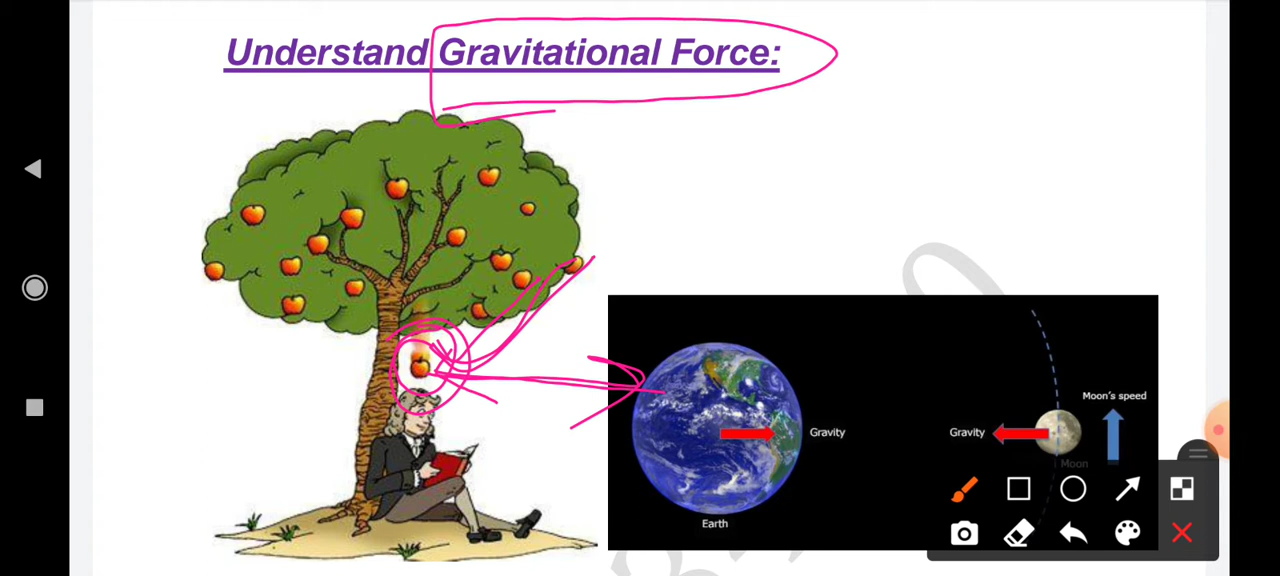 Understand Gravitational Force:
Moon's speed
Gravity
Gravity
Moon
Earth